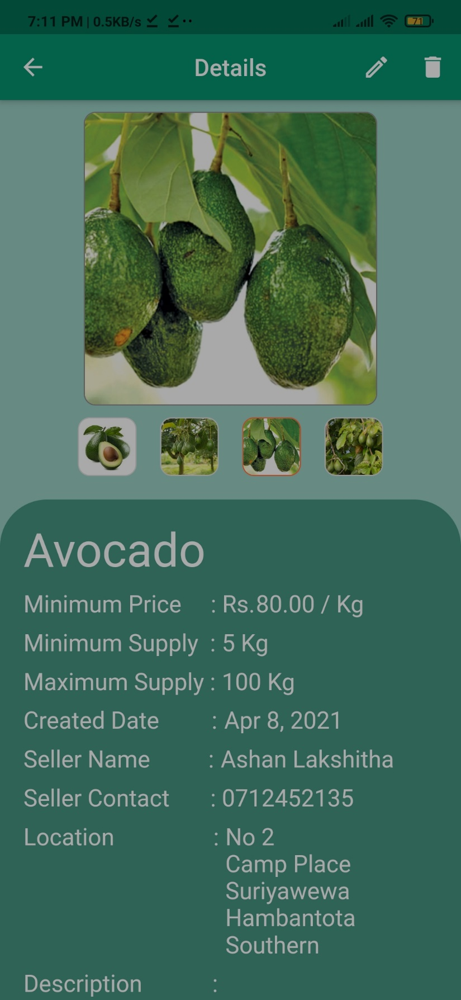 7:11 PM | 0.5KB/s
71
Details
Avocado
Minimum Price : Rs.80.00 / Kg
Minimum Supply : 5 Kg
Maximum Supply : 100 Kg
Created Date : Apr 8, 2021
Seller Name : Ashan Lakshitha
Seller Contact : 0712452135
Location : No 2
Camp Place
Suriyawewa
Hambantota
Southern
Description :